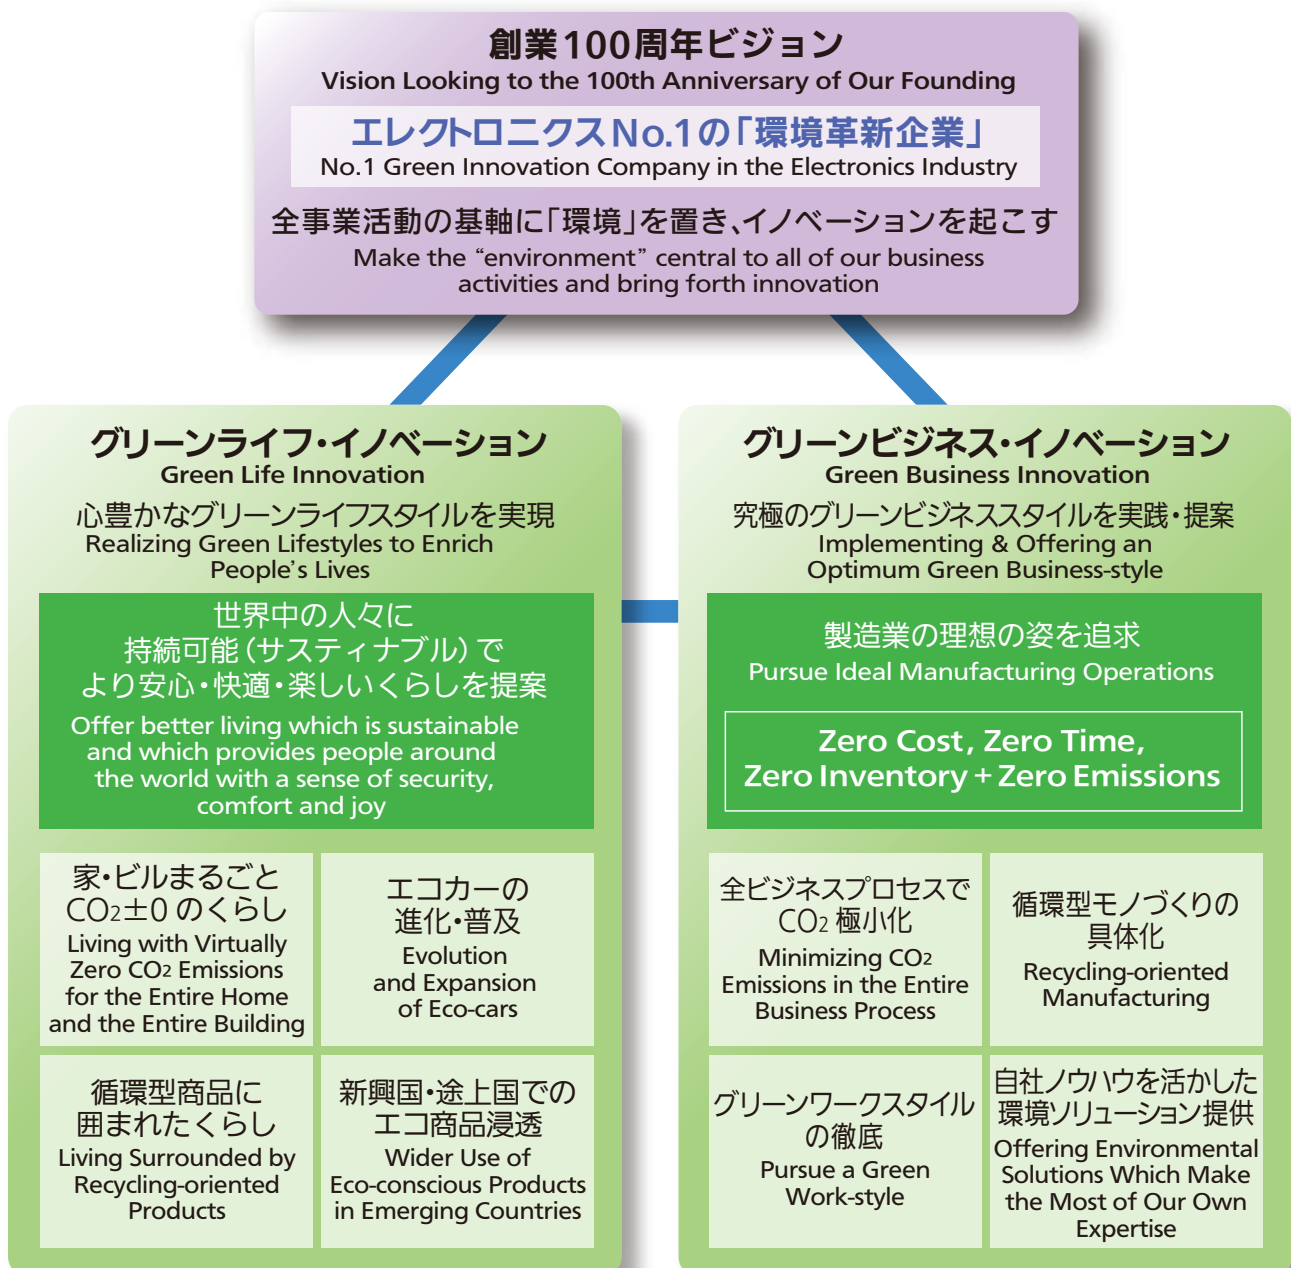 創業100周年ビジョン
Vision Looking to the 100th Anniversary of Our Founding
エレクトロニクスNo.1の「環境革新企業」
No.1 Green Innovation Company in the Electronics Industry
全事業活動の基軸に「環境」を置き、イノベーションを起こす
Make the “environment” central to all of our business
activities and bring forth innovation
グリーンライフ・イノベーション
Green Life Innovation
心豊かなグリーンライフスタイルを実現
Realizing Green Lifestyles to Enrich
People’s Lives
世界中の人々に
持続可能(サスティナブル)で
より安心・快適・楽しいくらしを提案
Offer better living which is sustainable
and which provides people around
the world with a sense of security,
comfort and joy
家・ビルまるごと
CO2±0 のくらし
Living with Virtually
Zero CO2 Emissions
for the Entire Home
and the Entire Building
エコカーの
進化・普及
Evolution
and Expansion
of Eco-cars
循環型商品に
囲まれたくらし
Living Surrounded by
Recycling-oriented
Products
新興国・途上国での
エコ商品浸透
Wider Use of
Eco-conscious Products
in Emerging Countries
グリーンビジネス・イノベーション
Green Business Innovation
究極のグリーンビジネススタイルを実践・提案
Implementing & Offering an
Optimum Green Business-style
製造業の理想の姿を追求
Pursue Ideal Manufacturing Operations
Zero Cost, Zero Time,
Zero Inventory + Zero Emissions
全ビジネスプロセスで
CO2 極小化
Minimizing CO2
Emissions in the Entire
Business Process
循環型モノづくりの
具体化
Recycling-oriented
Manufacturing
グリーンワークスタイル
の徹底
Pursue a Green
Work-style
自社ノウハウを活かした
環境ソリューション提供
Offering Environmental
Solutions Which Make
the Most of Our Own
Expertise